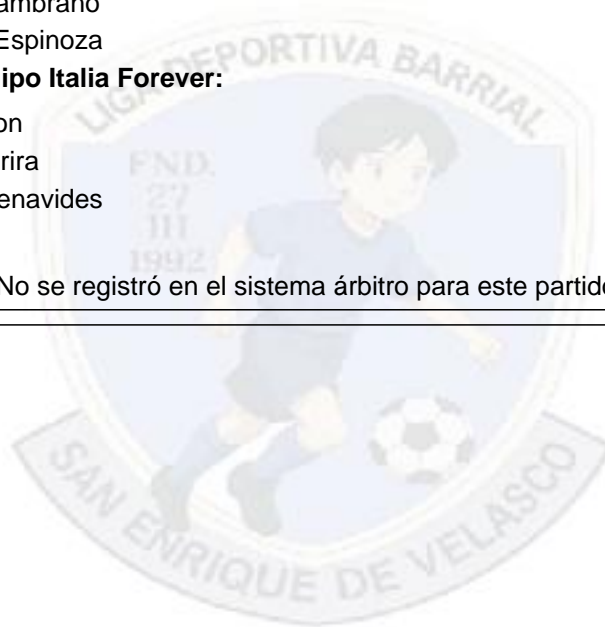 ambrano
Espinoza
ipo Italia Forever:
on
rira
enavides
No se registró en el sistema árbitro para este partido
LIGA DEPORTIVA BARRIAL
FND.
27
III
1992
SAN ENRIQUE DE VELASCO